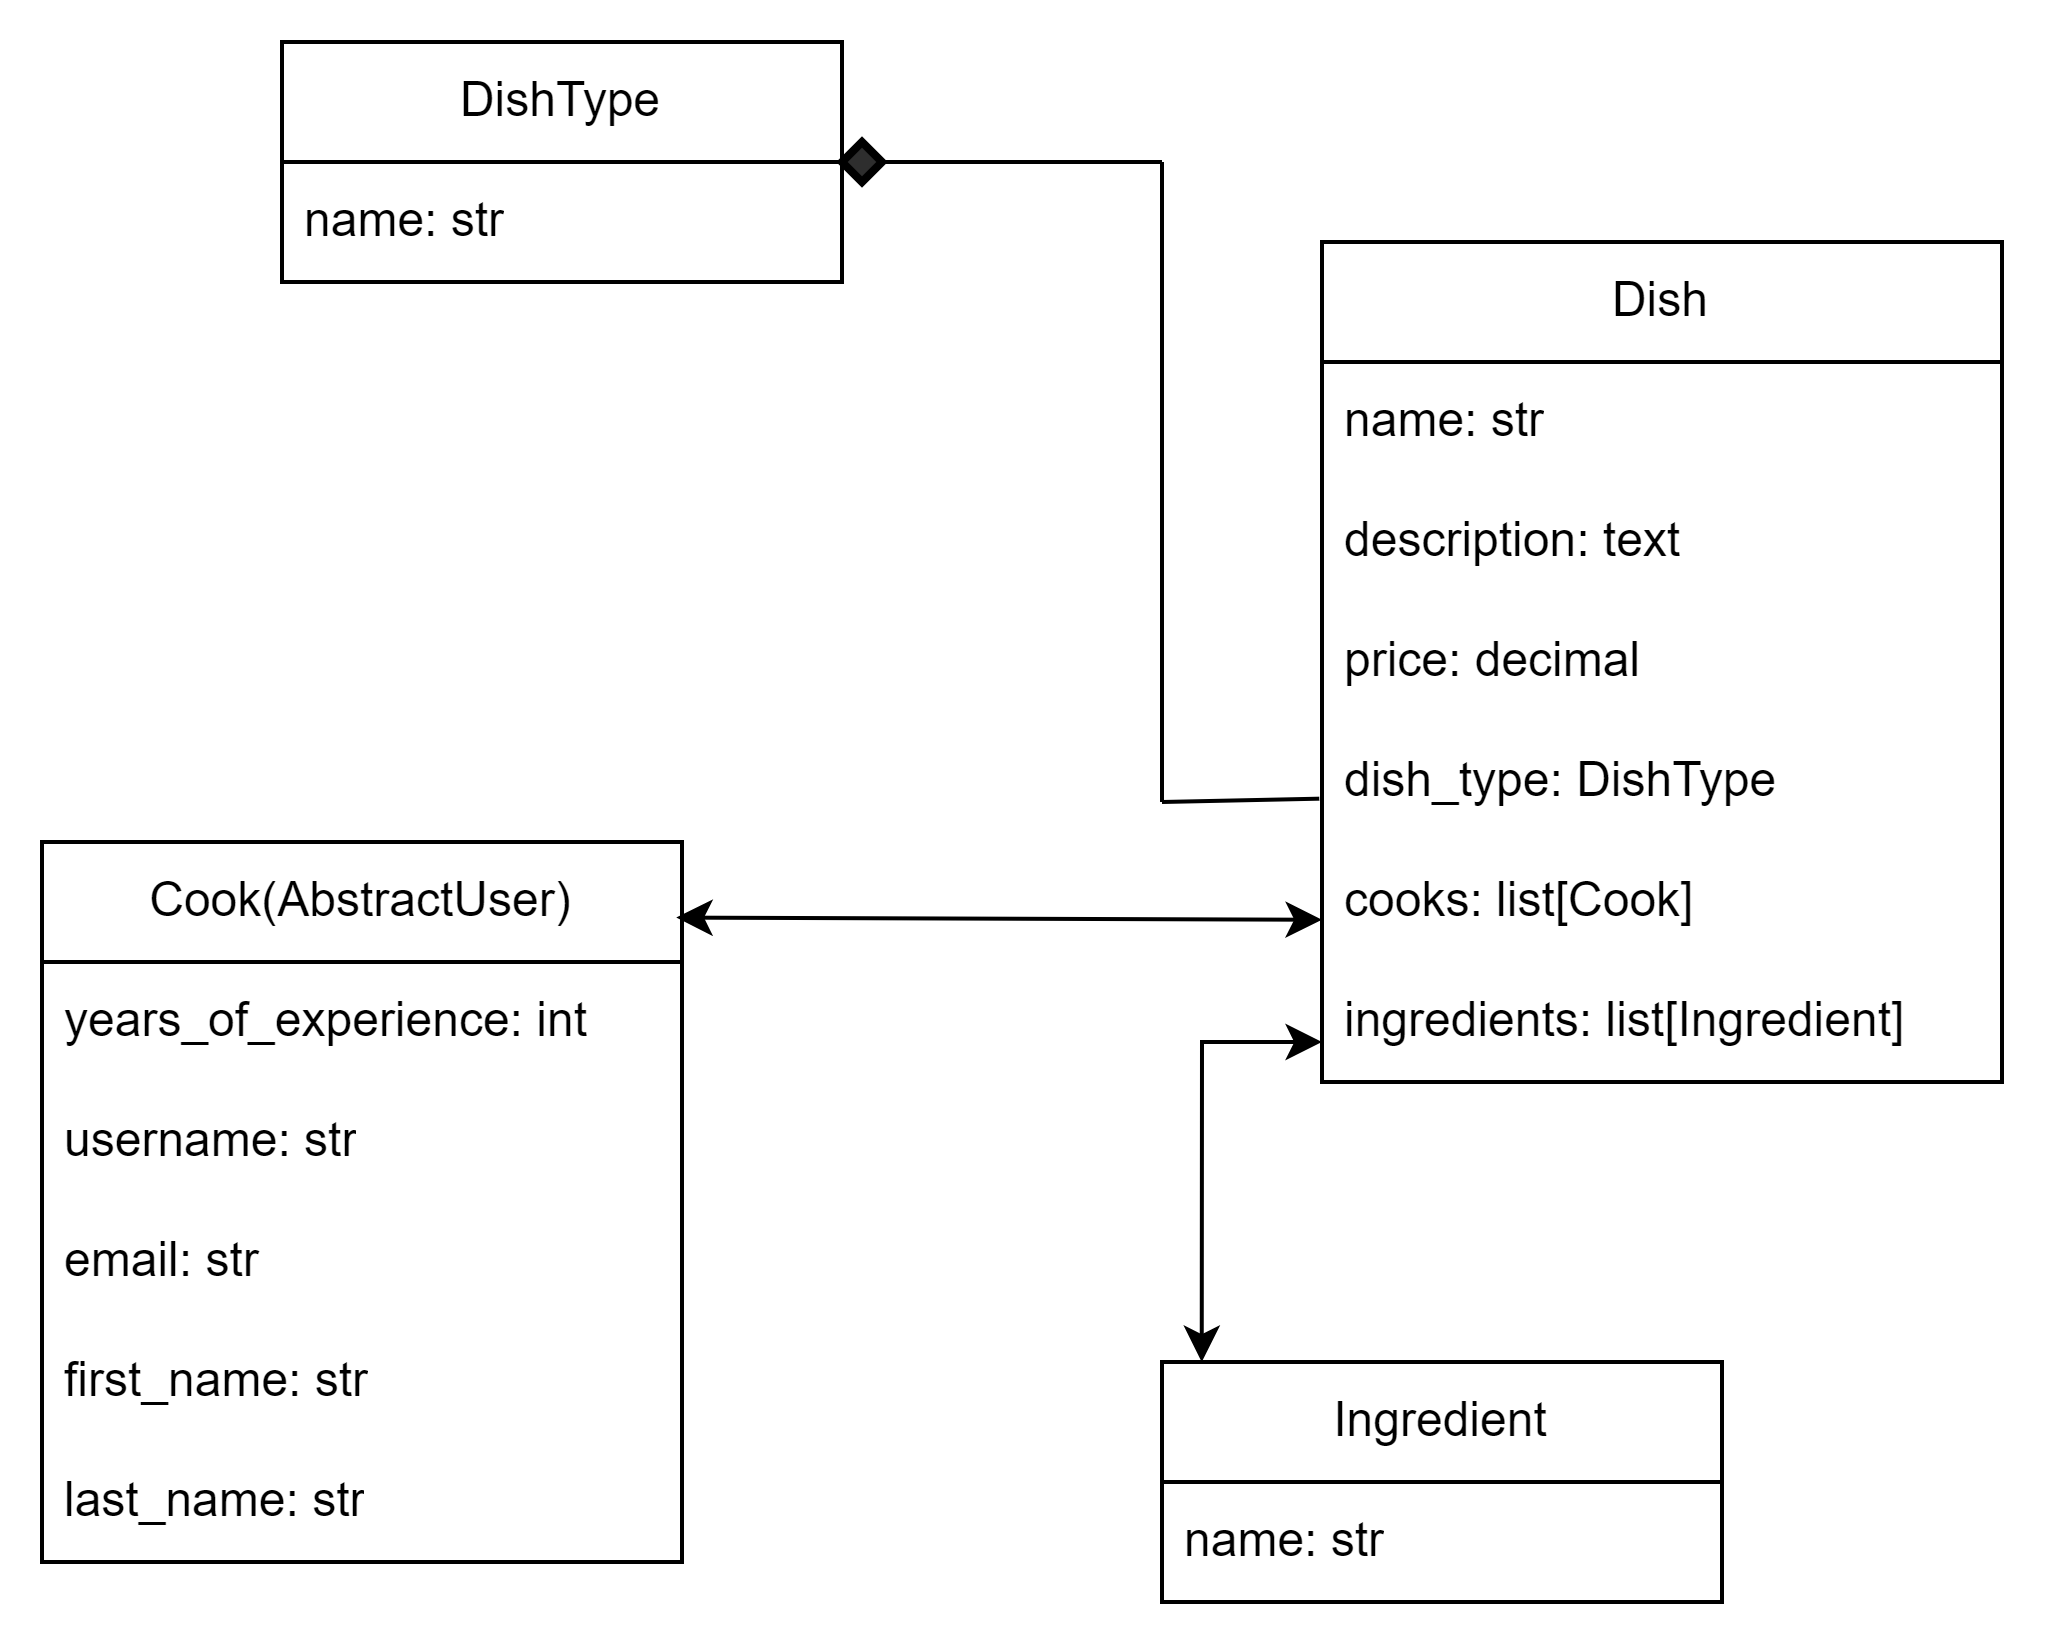 DishType
name: str
Dish
name: str
description: text
price: decimal
dish_type: DishType
cooks: list[Cook]
ingredients: list[Ingredient]
Cook(AbstractUser)
years_of_experience: int
username: str
email: str
first_name: str
last_name: str
Ingredient
name: str